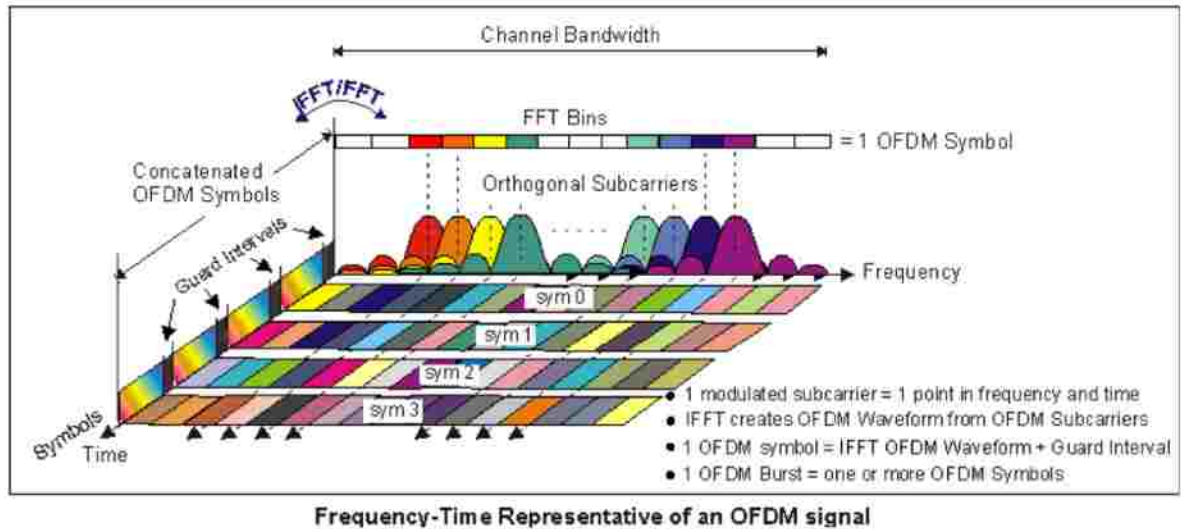 Channel Bandwidth
IFFT/FFT
FFT Bins
= 1 OFDM Symbol
Concatenated
OFDM Symbols
Orthogonal Subcarriers
Guard Intervals
Frequency
sym 0
sym 1
sym 2
sym 3
Symbols
Time
● 1 modulated subcarrier = 1 point in frequency and time
● IFFT creates OFDM Waveform from OFDM Subcarriers
● 1 OFDM symbol = IFFT OFDM Waveform + Guard Interval
● 1 OFDM Burst = one or more OFDM Symbols
Frequency-Time Representative of an OFDM signal